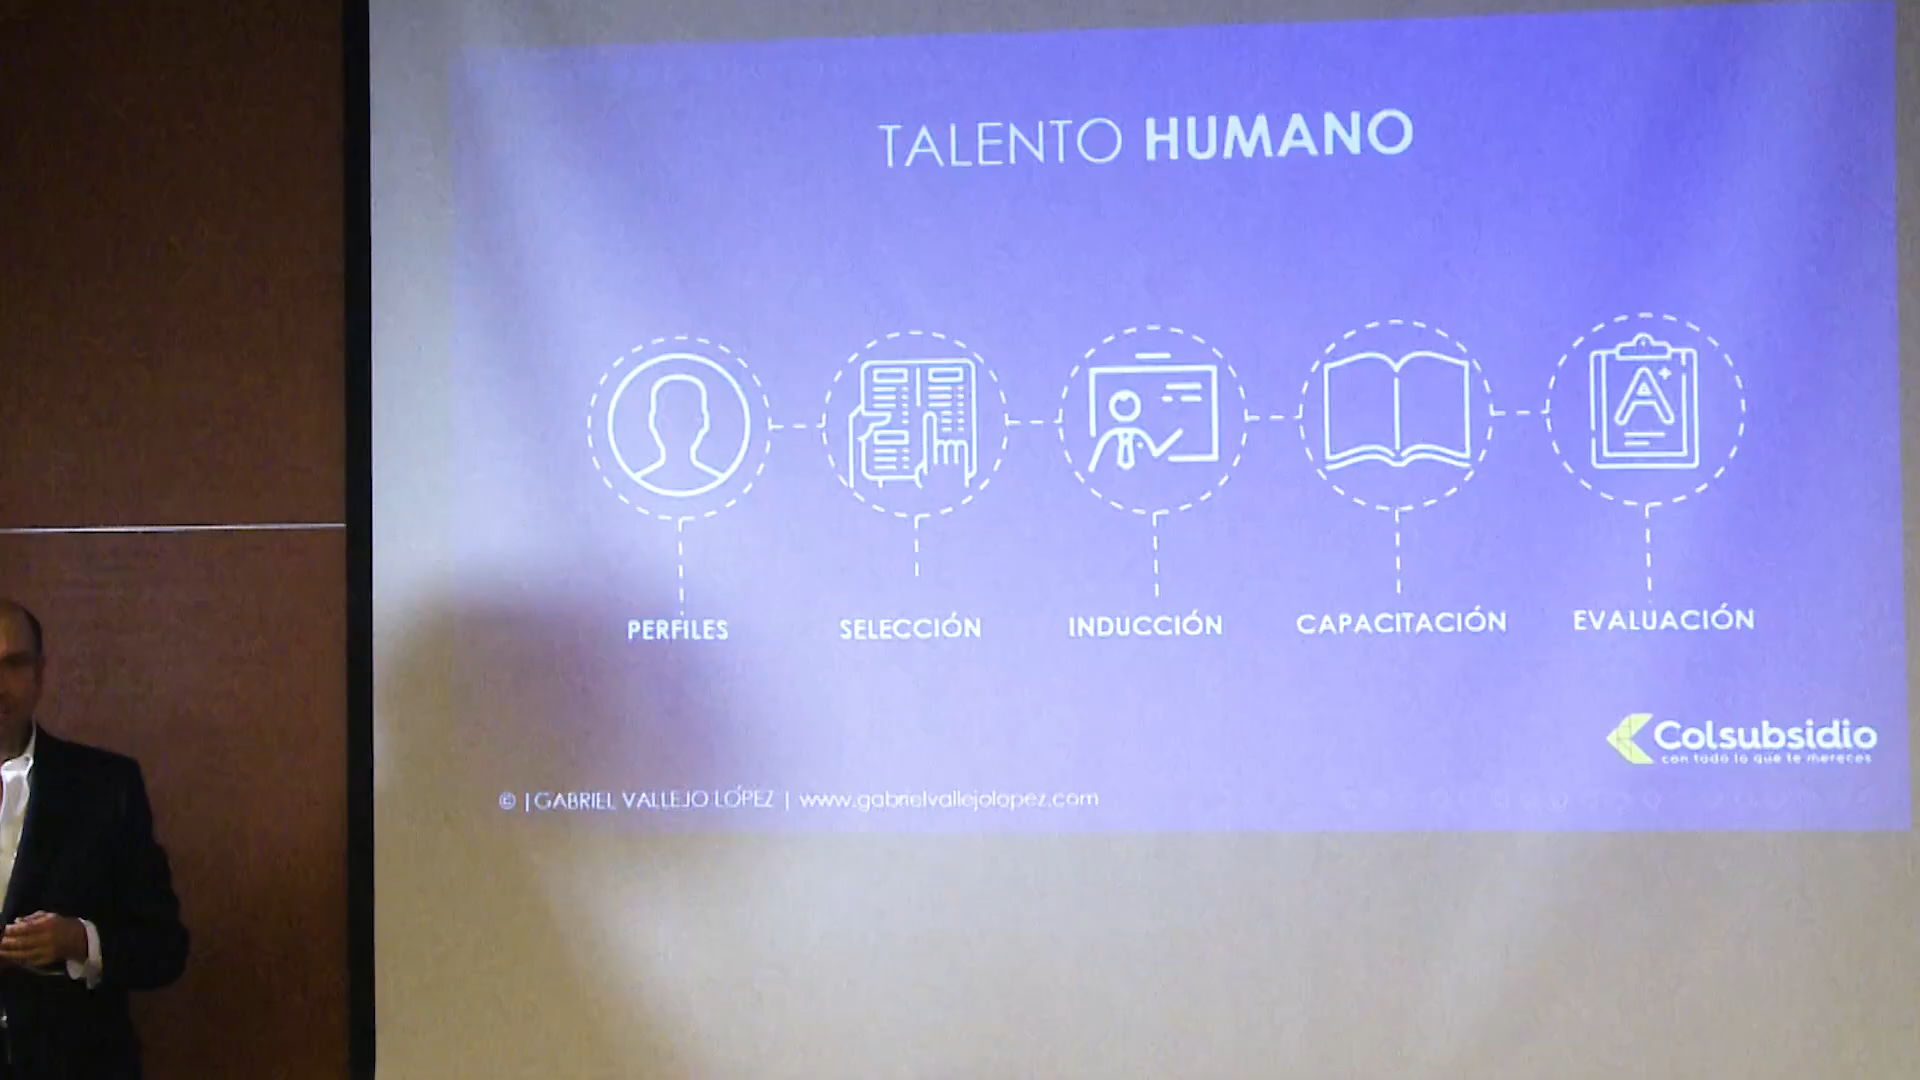 TALENTO HUMANO
A+
PERFILES SELECCIÓN INDUCCIÓN CAPACITACIÓN EVALUACIÓN
Colsubsidio
con todo lo que te mereces
© | GABRIEL VALLEJO LÓPEZ | www.gabrielvallejolopez.com